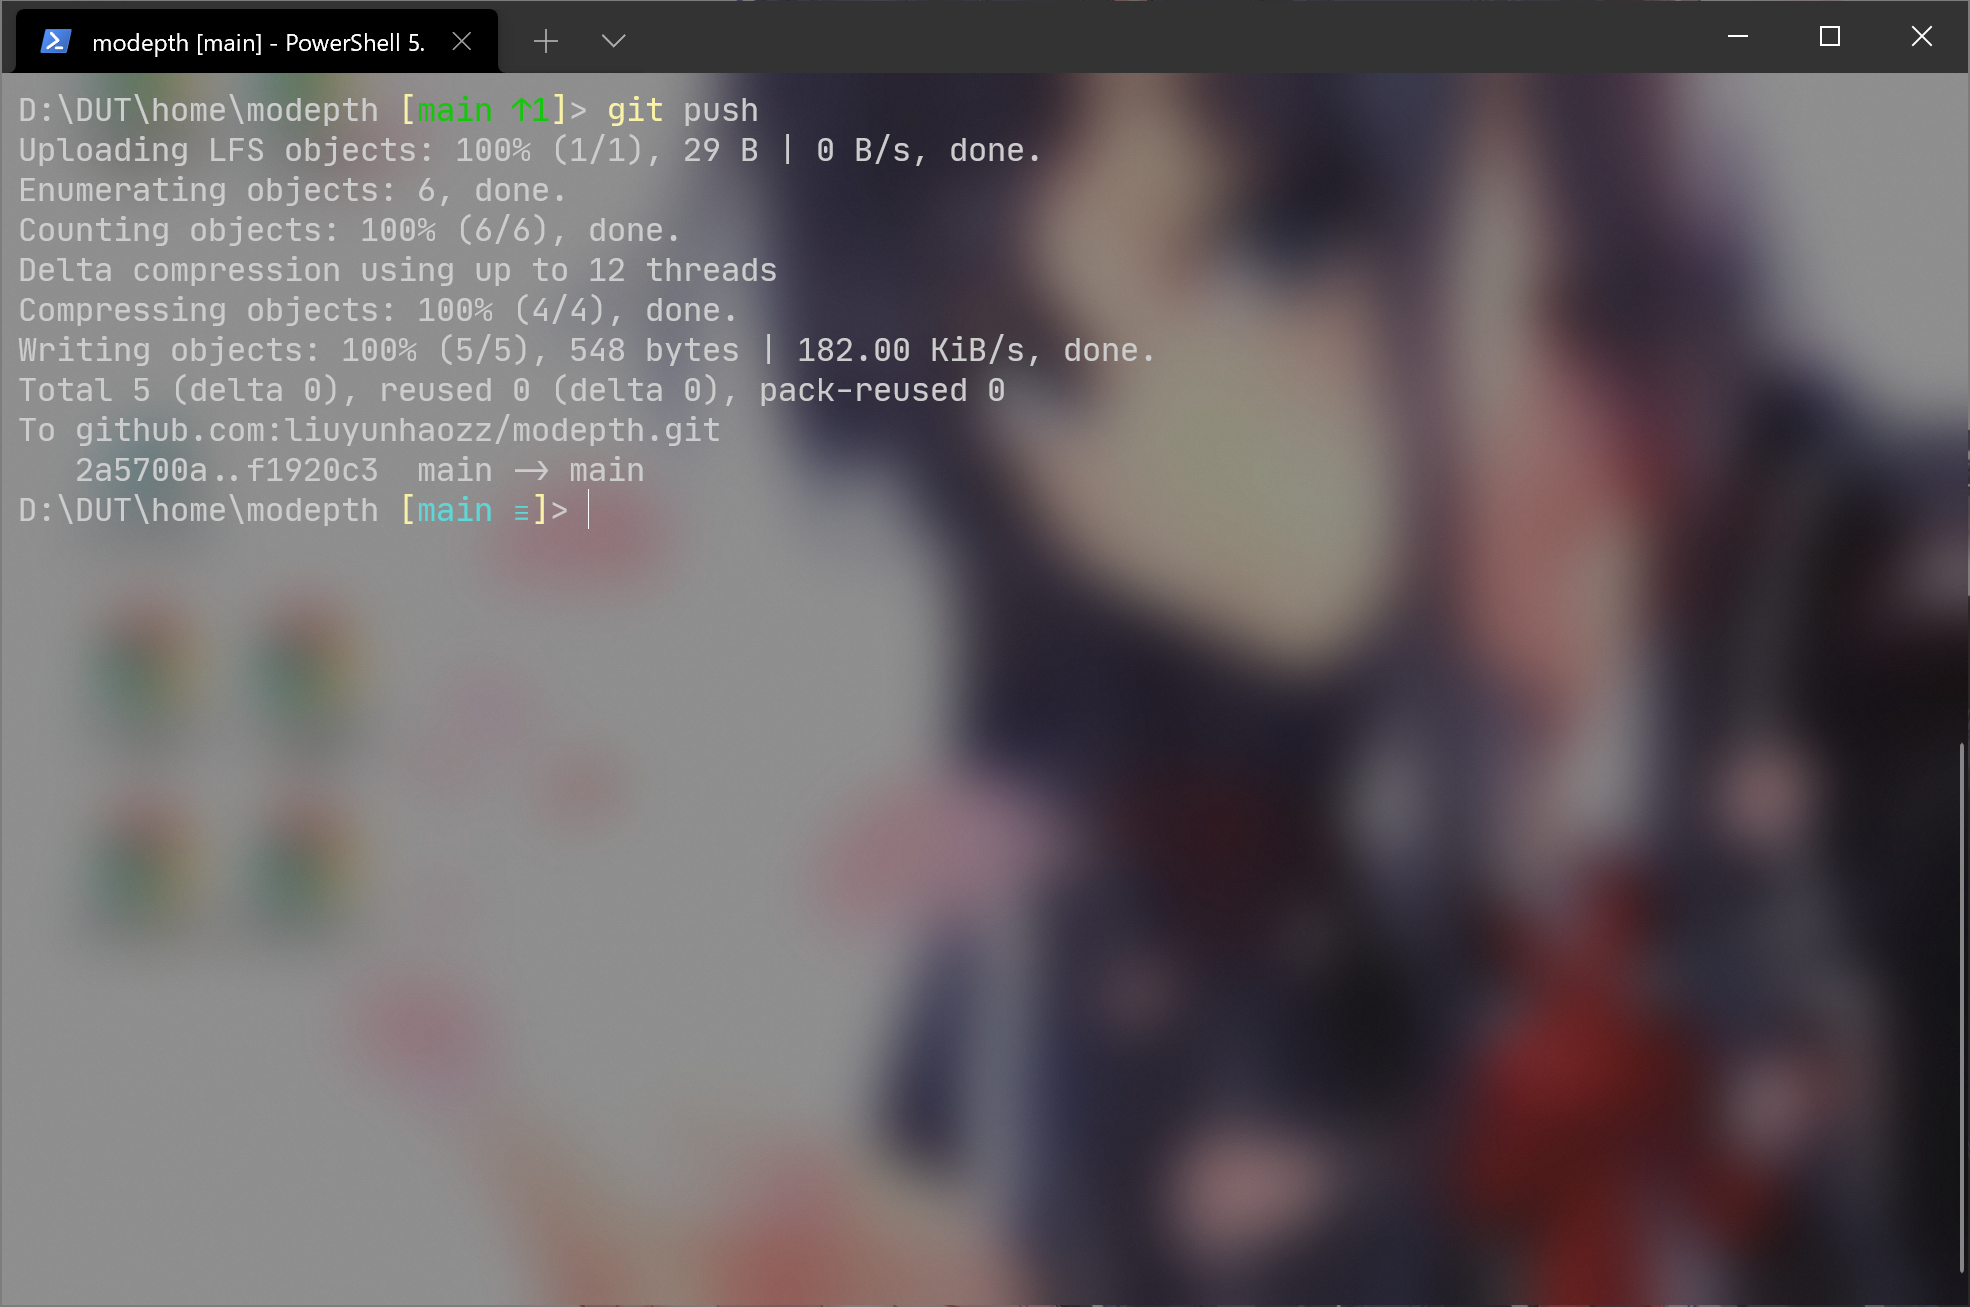 modepth [main] - PowerShell 5.
D:\DUT\home\modepth [main ↑1]> git push
Uploading LFS objects: 100% (1/1), 29 B | 0 B/s, done.
Enumerating objects: 6, done.
Counting objects: 100% (6/6), done.
Delta compression using up to 12 threads
Compressing objects: 100% (4/4), done.
Writing objects: 100% (5/5), 548 bytes | 182.00 KiB/s, done.
Total 5 (delta 0), reused 0 (delta 0), pack-reused 0
To github.com:liuyunhaozz/modepth.git
   2a5700a..f1920c3  main -> main
D:\DUT\home\modepth [main ≡]>